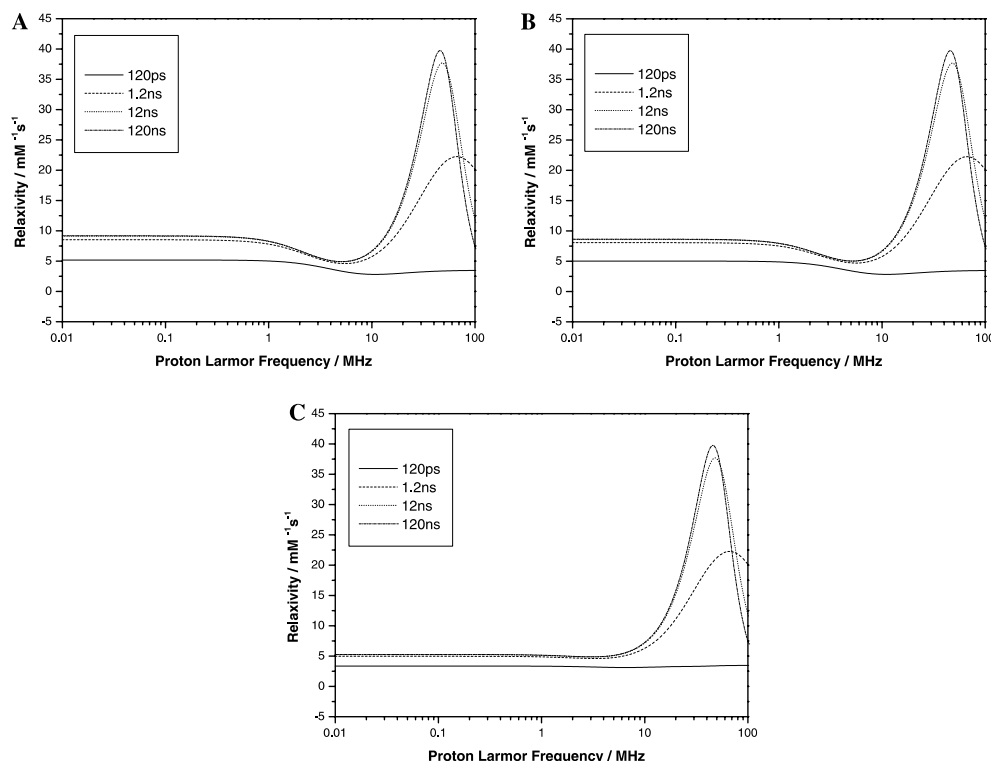 A
45
40
35
30
25
20
15
10
5
0
-5
Relaxivity / mM ⁻¹s⁻¹
120ps
1.2ns
12ns
120ns
0.01 0.1 1 10 100
Proton Larmor Frequency / MHz
B
45
40
35
30
25
20
15
10
5
0
-5
Relaxivity / mM ⁻¹s⁻¹
120ps
1.2ns
12ns
120ns
0.01 0.1 1 10 100
Proton Larmor Frequency / MHz
C
45
40
35
30
25
20
15
10
5
0
-5
Relaxivity / mM ⁻¹s⁻¹
120ps
1.2ns
12ns
120ns
0.01 0.1 1 10 100
Proton Larmor Frequency / MHz